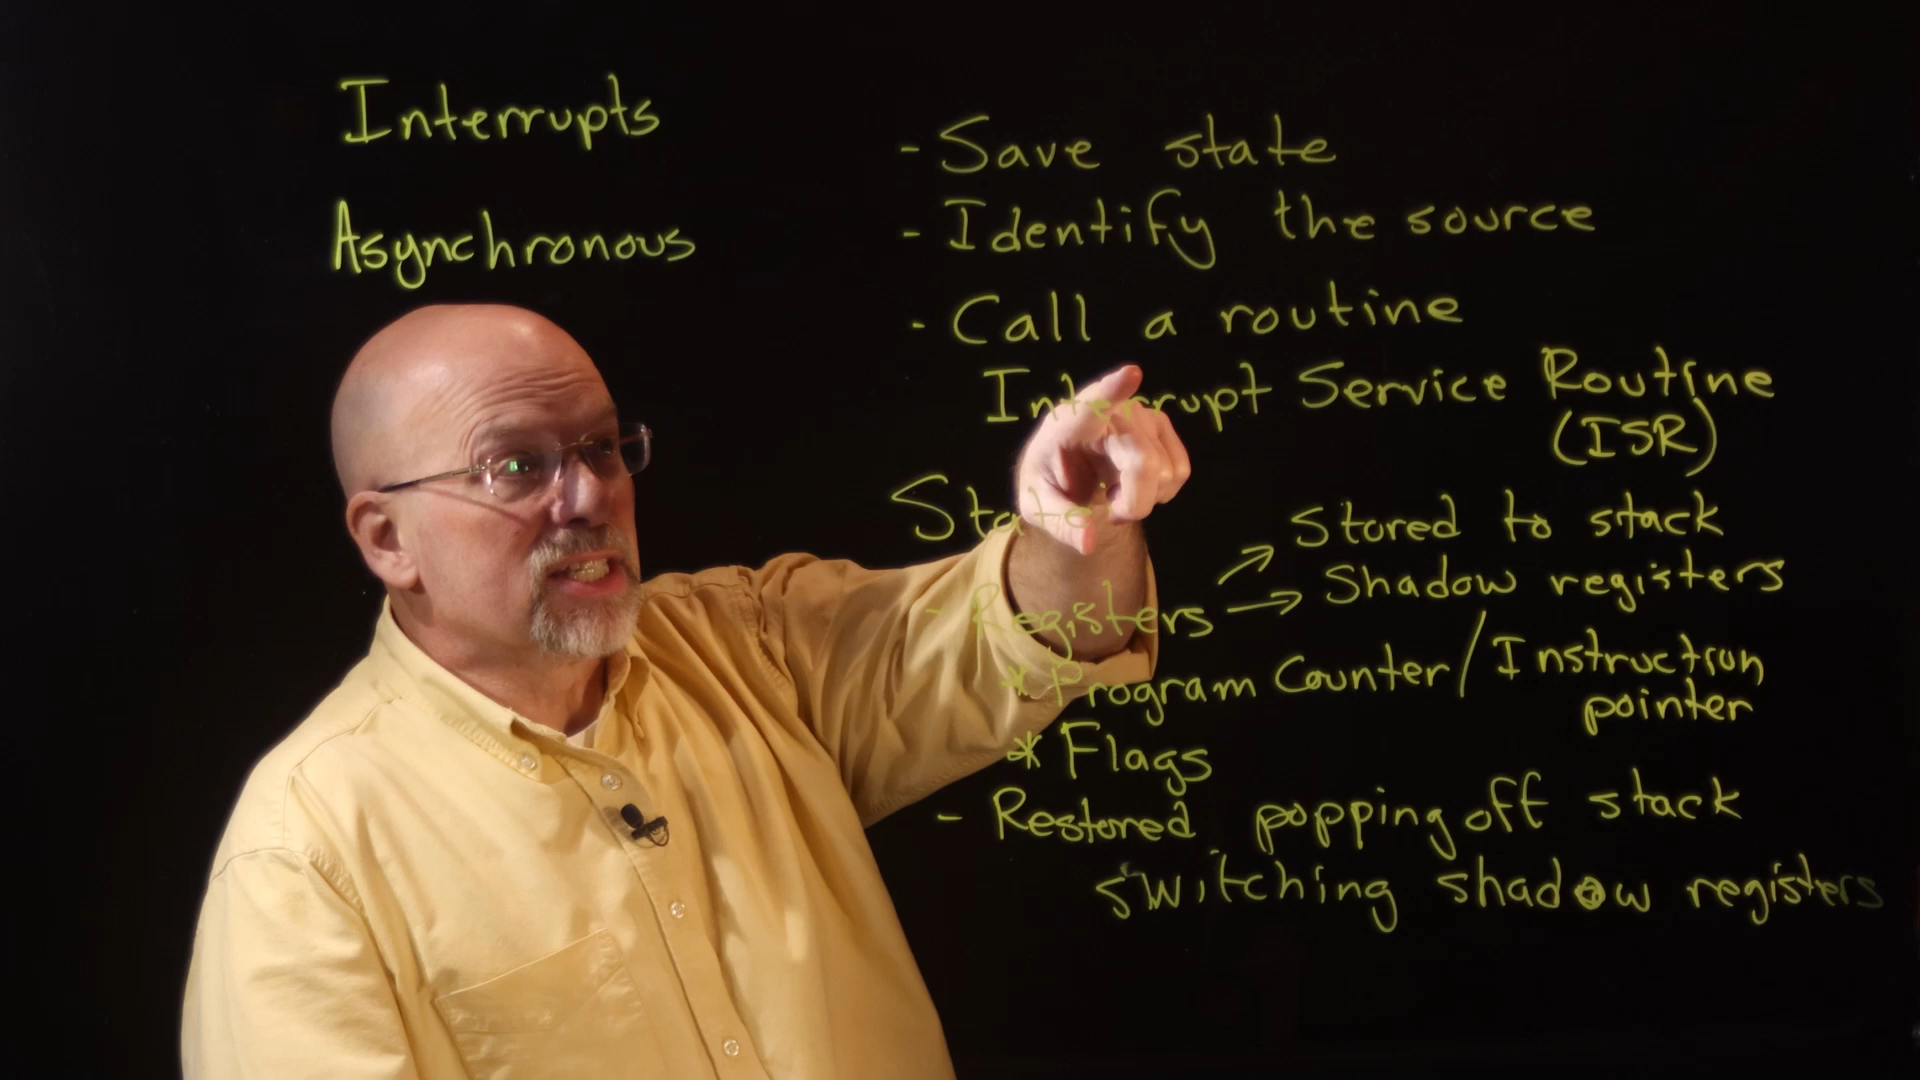 Interrupts
Asynchronous
- Save state
- Identify the source
- Call a routine
Interrupt Service Routine
(ISR)
State
- Registers → Stored to stack
→ Shadow registers
* Program Counter / Instruction
pointer
* Flags
- Restored popping off stack
switching shadow registers